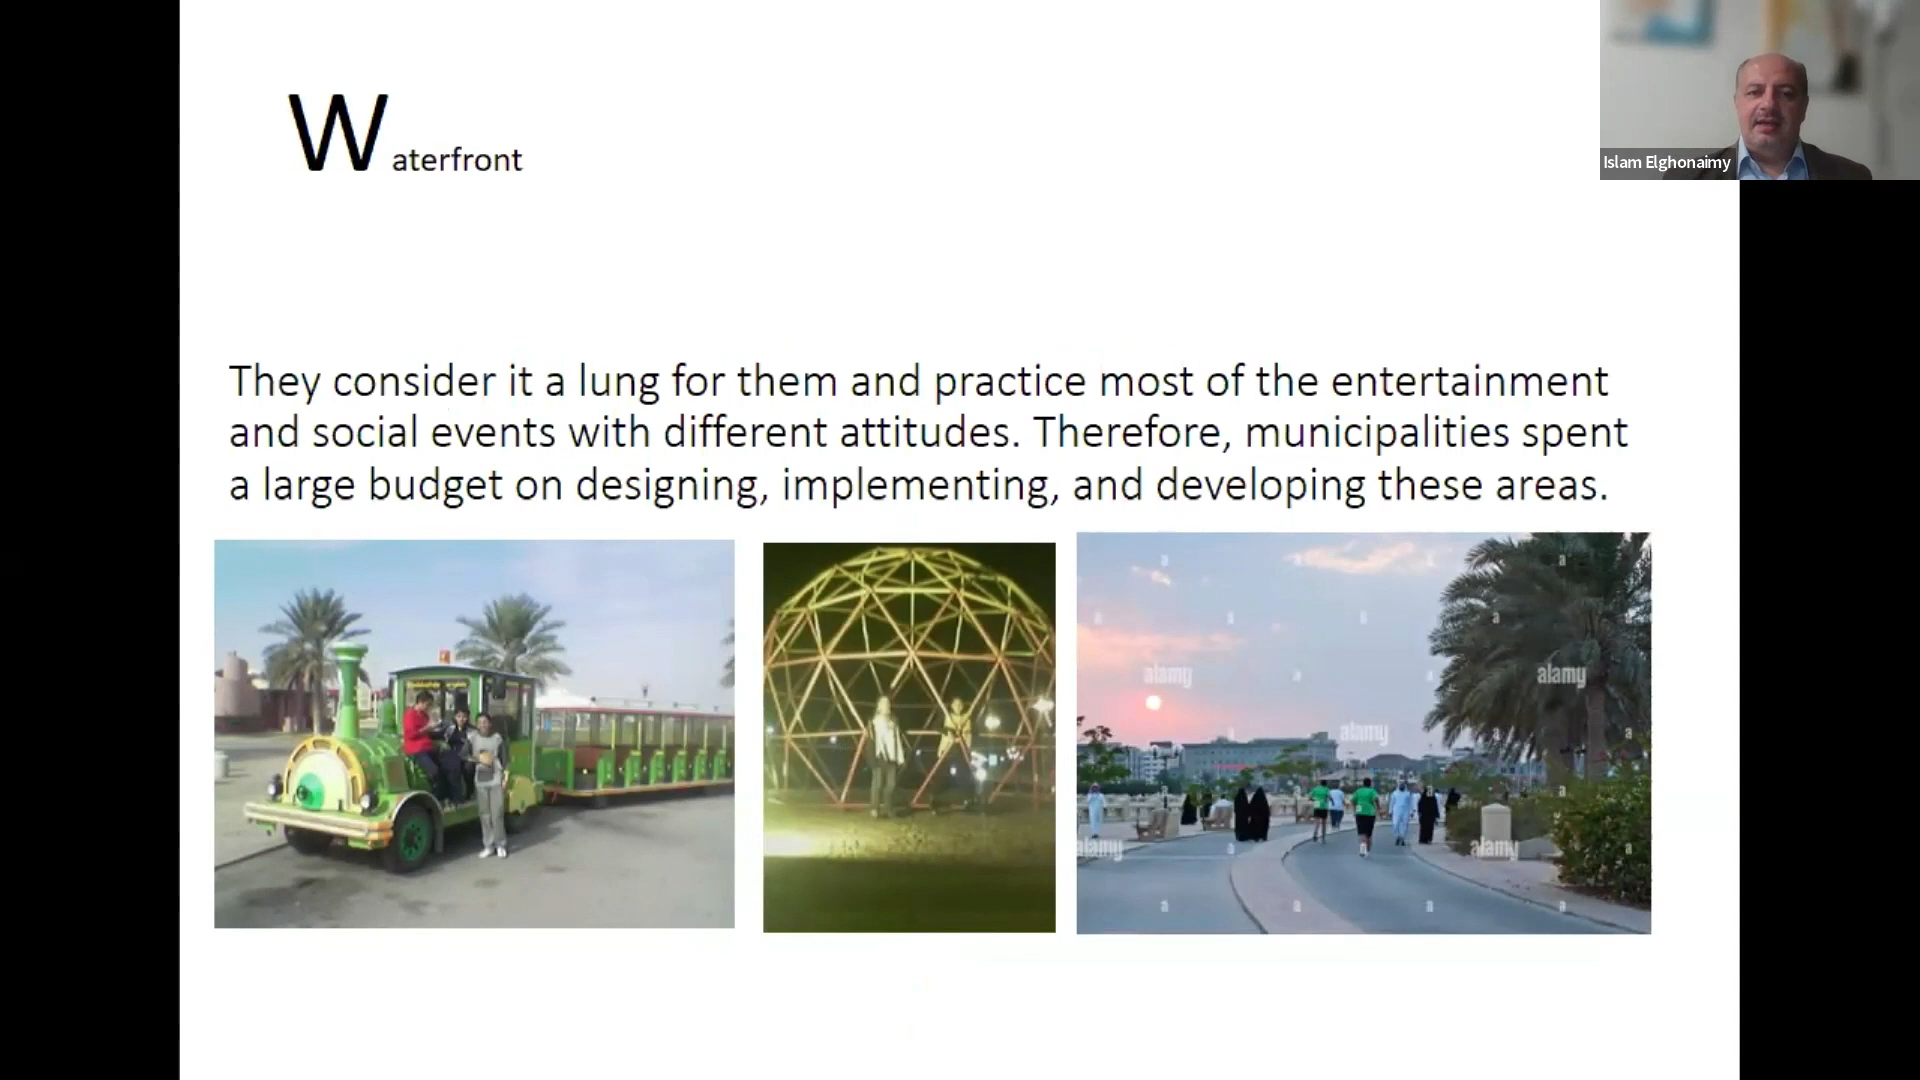 Waterfront
Islam Elghonaimy
They consider it a lung for them and practice most of the entertainment
and social events with different attitudes. Therefore, municipalities spent
a large budget on designing, implementing, and developing these areas.
alamy
alamy
alamy
alamy
alamy